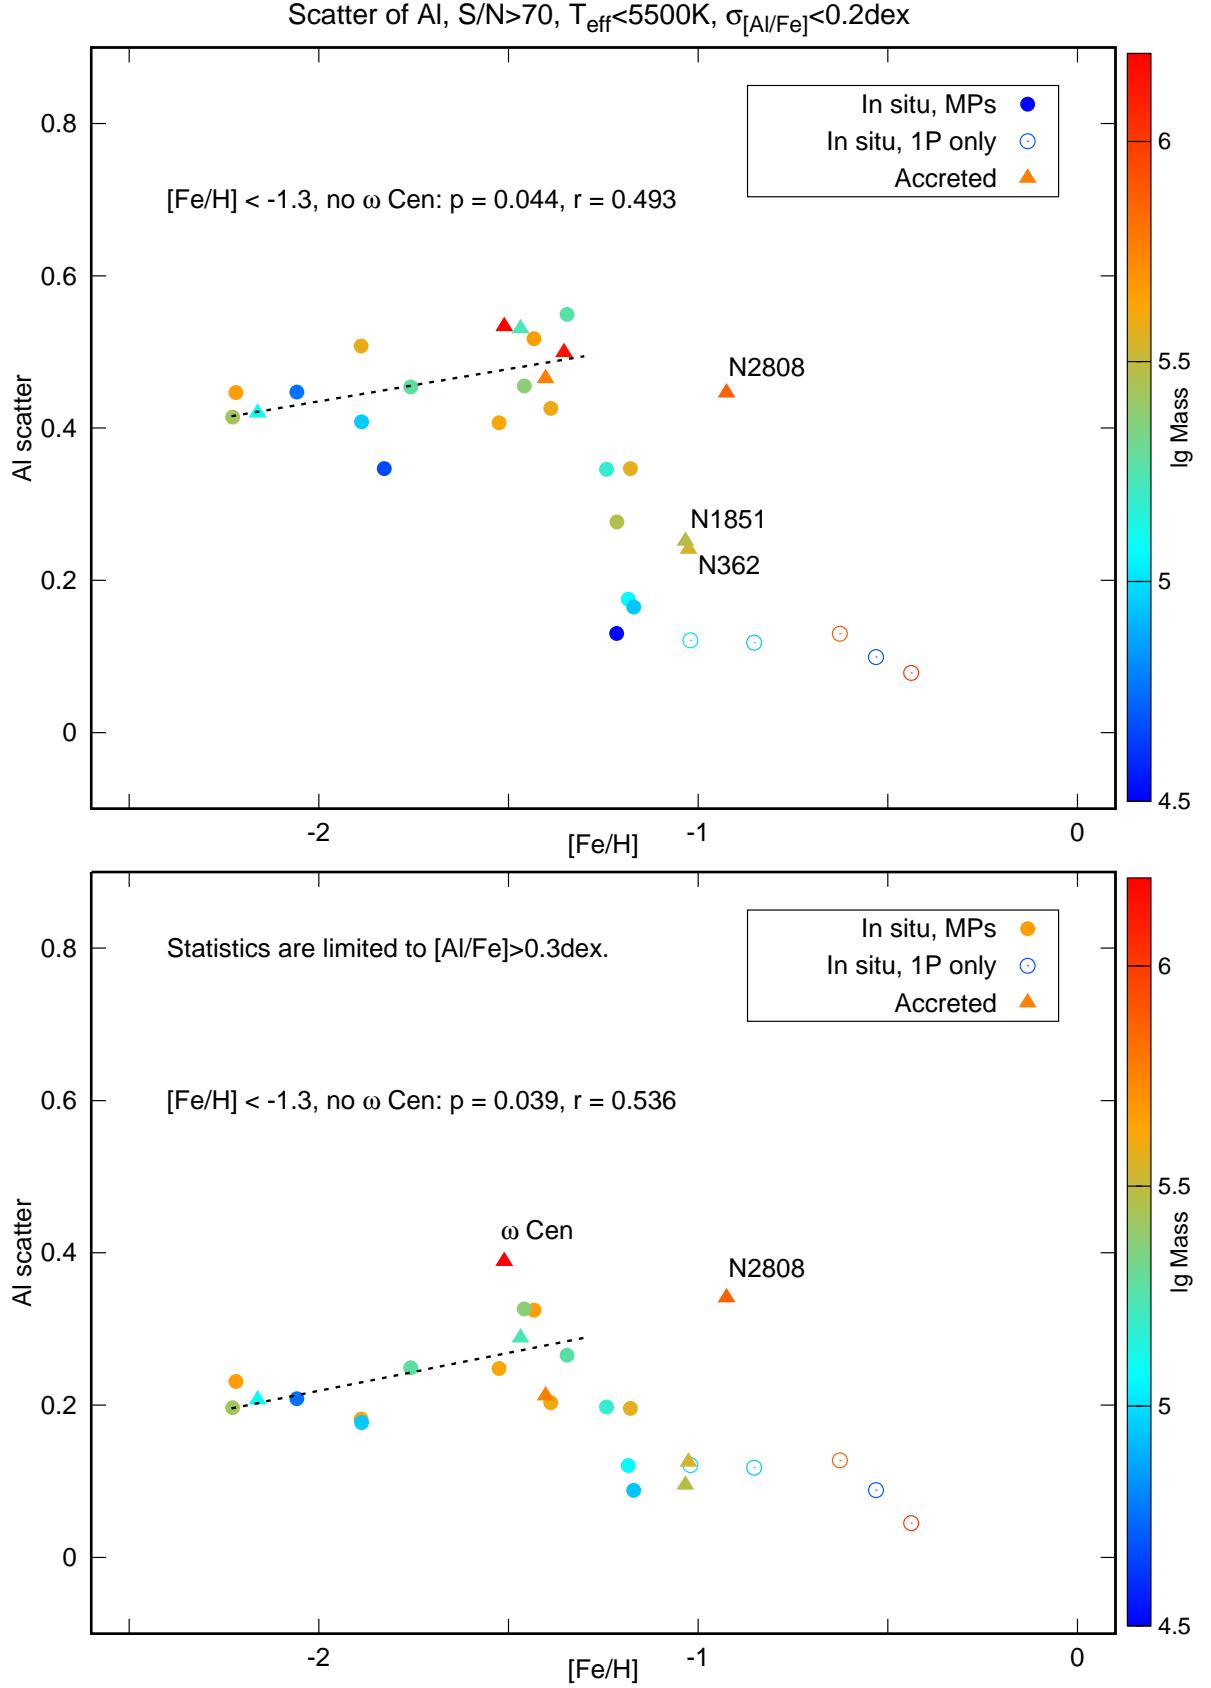 Scatter of Al, S/N>70, T_eff<5500K, σ_[Al/Fe]<0.2dex
In situ, MPs
In situ, 1P only
Accreted
[Fe/H] < -1.3, no ω Cen: p = 0.044, r = 0.493
N2808
N1851
N362
0.8
0.6
0.4
0.2
0
Al scatter
-2
-1
0
[Fe/H]
6
5.5
5
4.5
lg Mass
In situ, MPs
In situ, 1P only
Accreted
Statistics are limited to [Al/Fe]>0.3dex.
[Fe/H] < -1.3, no ω Cen: p = 0.039, r = 0.536
ω Cen
N2808
0.8
0.6
0.4
0.2
0
Al scatter
-2
-1
0
[Fe/H]
6
5.5
5
4.5
lg Mass